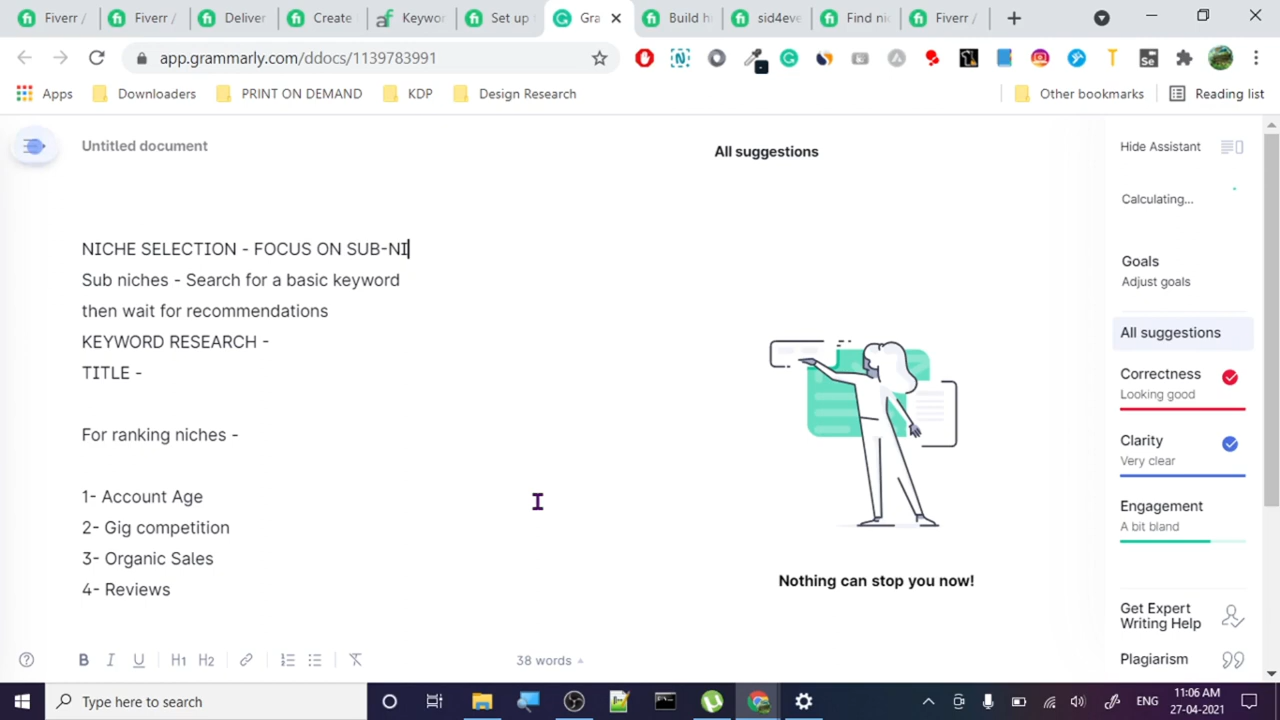 Fiverr /
Fiverr /
Deliver
Create
Keywor
Set up
Gra
Build h
sid4eve
Find nic
Fiverr /
app.grammarly.com/ddocs/1139783991
Apps
Downloaders
PRINT ON DEMAND
KDP
Design Research
Other bookmarks
Reading list
Untitled document
All suggestions
Hide Assistant
Calculating...
NICHE SELECTION - FOCUS ON SUB-NI
Sub niches - Search for a basic keyword
then wait for recommendations
KEYWORD RESEARCH -
TITLE -
For ranking niches -
1- Account Age
2- Gig competition
3- Organic Sales
4- Reviews
Nothing can stop you now!
Goals
Adjust goals
All suggestions
Correctness
Looking good
Clarity
Very clear
Engagement
A bit bland
Get Expert
Writing Help
Plagiarism
B I U H1 H2
38 words
Type here to search
ENG
11:06 AM
27-04-2021